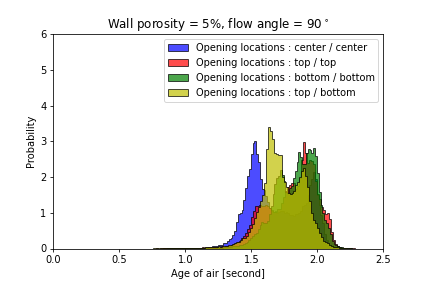 Wall porosity = 5%, flow angle = 90°
6
Opening locations : center / center
Opening locations : top / top
Opening locations : bottom / bottom
Opening locations : top / bottom
5
4
3
2
1
0
Probability
0.0 0.5 1.0 1.5 2.0 2.5
Age of air [second]